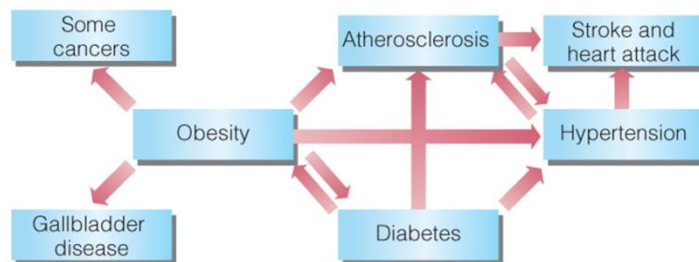 Some
cancers
Atherosclerosis
Stroke and
heart attack
Obesity
Hypertension
Gallbladder
disease
Diabetes